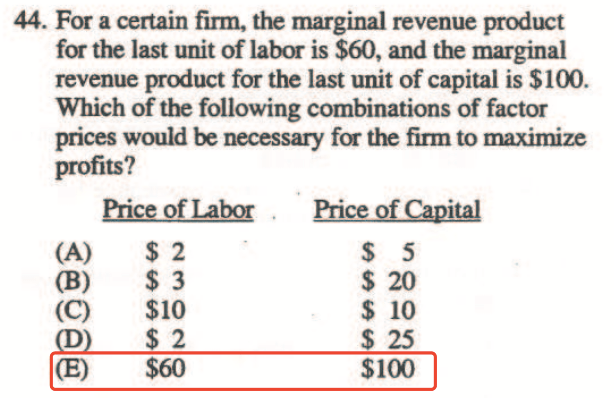 44. For a certain firm, the marginal revenue product
for the last unit of labor is $60, and the marginal
revenue product for the last unit of capital is $100.
Which of the following combinations of factor
prices would be necessary for the firm to maximize
profits?
Price of Labor Price of Capital
(A) $ 2 $ 5
(B) $ 3 $ 20
(C) $10 $ 10
(D) $ 2 $ 25
(E) $60 $100